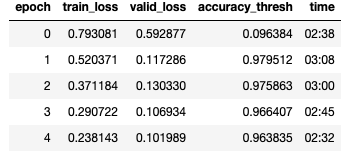 epoch train_loss valid_loss accuracy_thresh time
0 0.793081 0.592877 0.096384 02:38
1 0.520371 0.117286 0.979512 03:08
2 0.371184 0.130330 0.975863 03:00
3 0.290722 0.106934 0.966407 02:45
4 0.238143 0.101989 0.963835 02:32